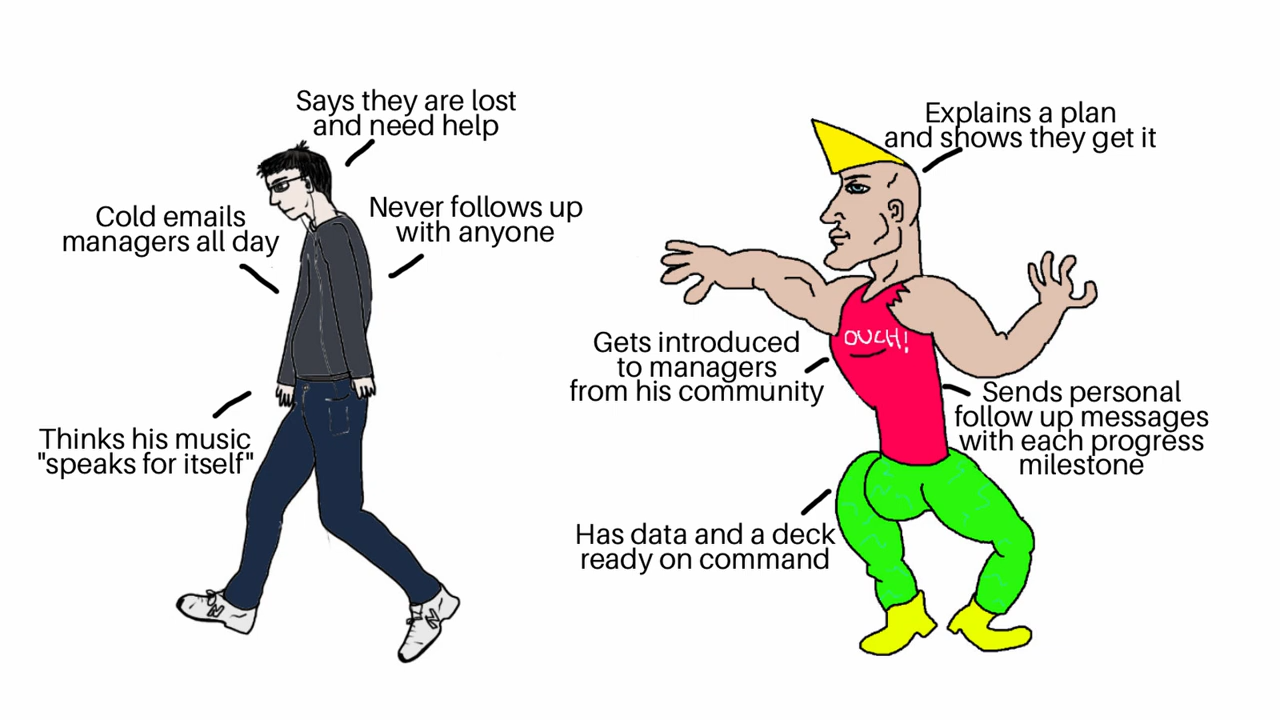 Says they are lost
and need help
Cold emails
managers all day
Never follows up
with anyone
Thinks his music
"speaks for itself"
Explains a plan
and shows they get it
OUCH!
Gets introduced
to managers
from his community
Sends personal
follow up messages
with each progress
milestone
Has data and a deck
ready on command